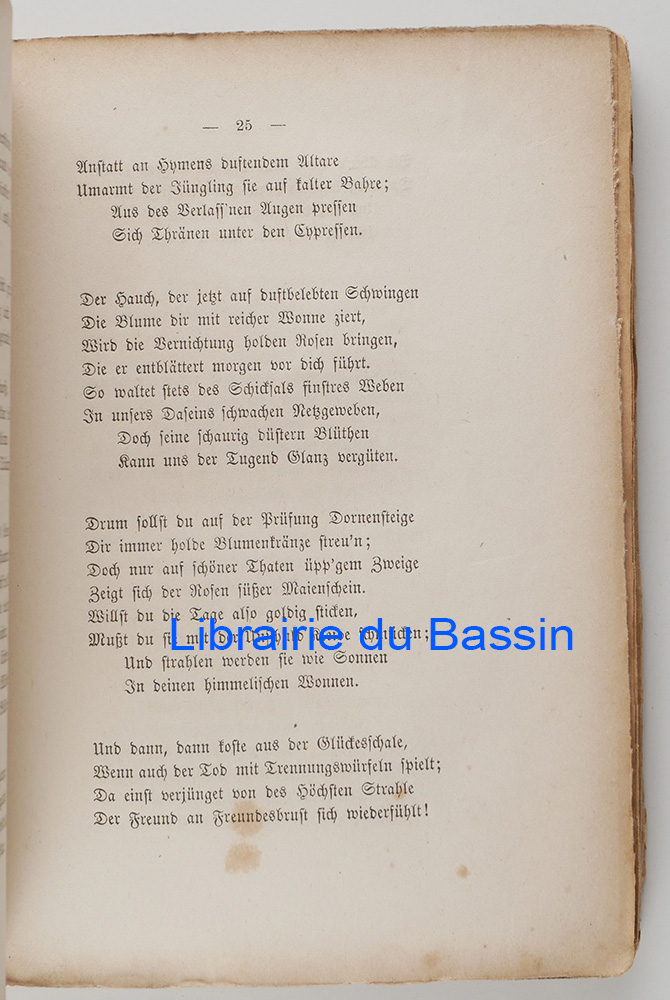 — 25 —
Anstatt an Hymens duftendem Altare
Umarmt der Jüngling sie auf kalter Bahre;
Aus des Verlass'nen Augen pressen
Sich Thränen unter den Cypressen.
Der Hauch, der jetzt auf duftbelebten Schwingen
Die Blume dir mit reicher Wonne ziert,
Wird die Vernichtung holden Rosen bringen,
Die er entblättert morgen vor dich führt.
So waltet stets des Schicksals finstres Weben
In unsers Daseins schwachen Netzgeweben,
Doch seine schaurig düstern Blüthen
Kann uns der Tugend Glanz vergüten.
Drum sollst du auf der Prüfung Dornensteige
Dir immer holde Blumenkränze streu'n;
Doch nur auf schöner Thaten üpp'gem Zweige
Zeigt sich der Rosen süßer Maienschein.
Willst du die Tage also goldig sticken,
Mußt du sie mit der schmücken;
Librairie du Bassin
Und strahlen werden sie wie Sonnen
In deinen himmelischen Wonnen.
Und dann, dann koste aus der Glückesschale,
Wenn auch der Tod mit Trennungswürfeln spielt;
Da einst verjünget von des Höchsten Strahle
Der Freund an Freundesbrust sich wiederfühlt!